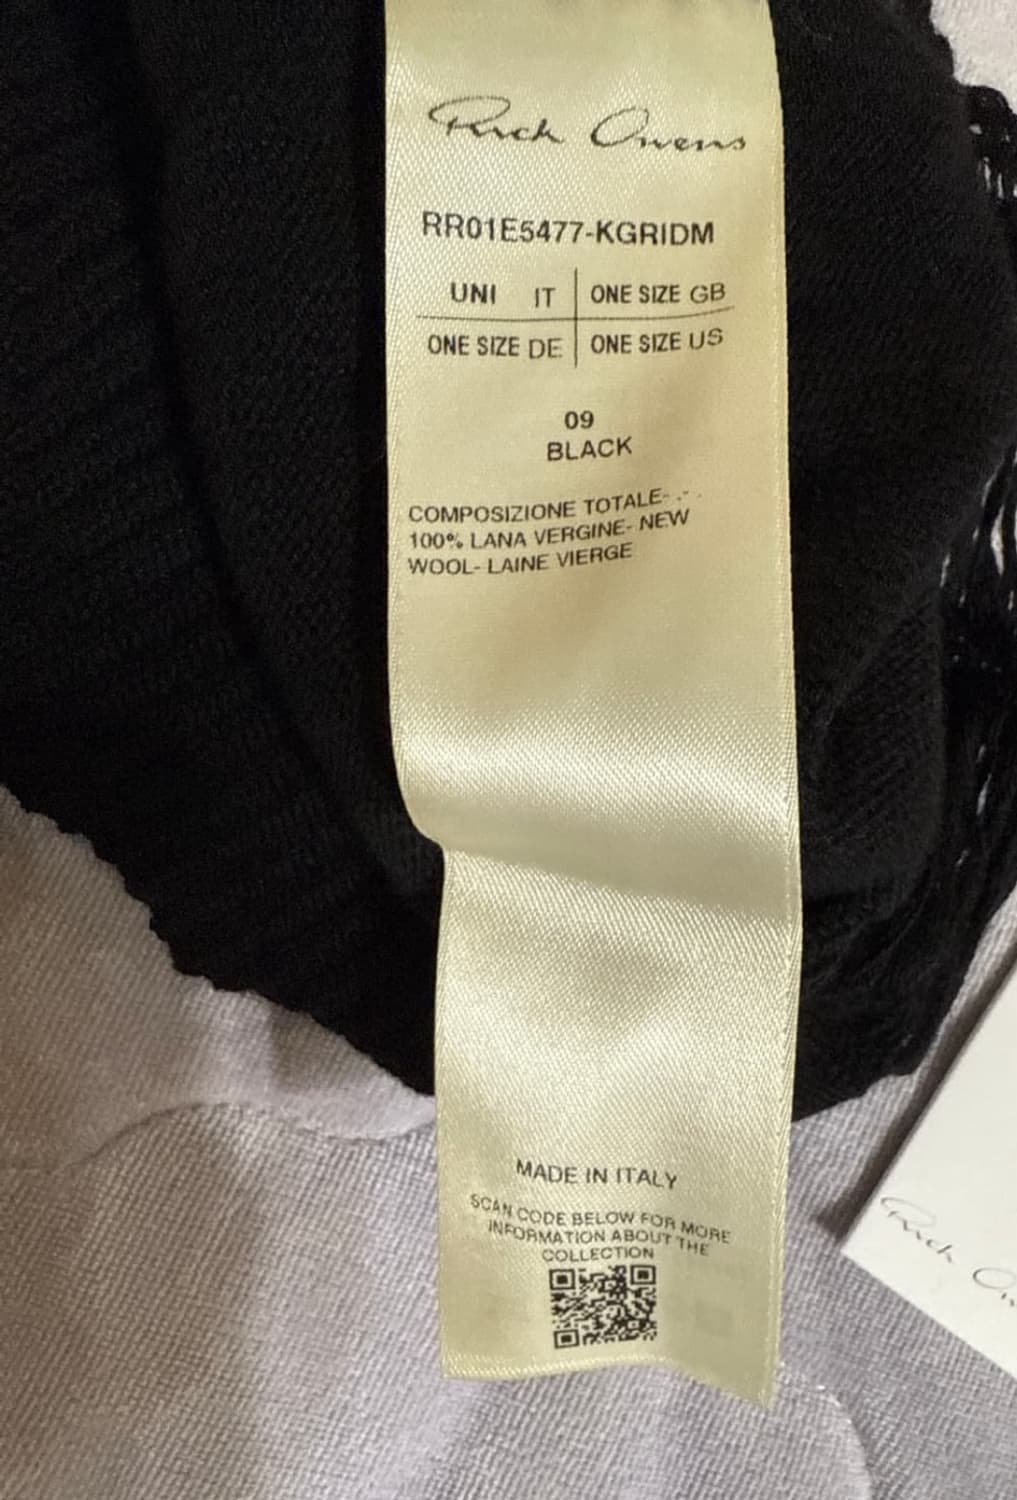 Rick Owens
RR01E5477-KGRIDM
UNI IT ONE SIZE GB
ONE SIZE DE ONE SIZE US
09
BLACK
COMPOSIZIONE TOTALE- .- .
100% LANA VERGINE- NEW
WOOL- LAINE VIERGE
MADE IN ITALY
SCAN CODE BELOW FOR MORE
INFORMATION ABOUT THE
COLLECTION
Rick Ow